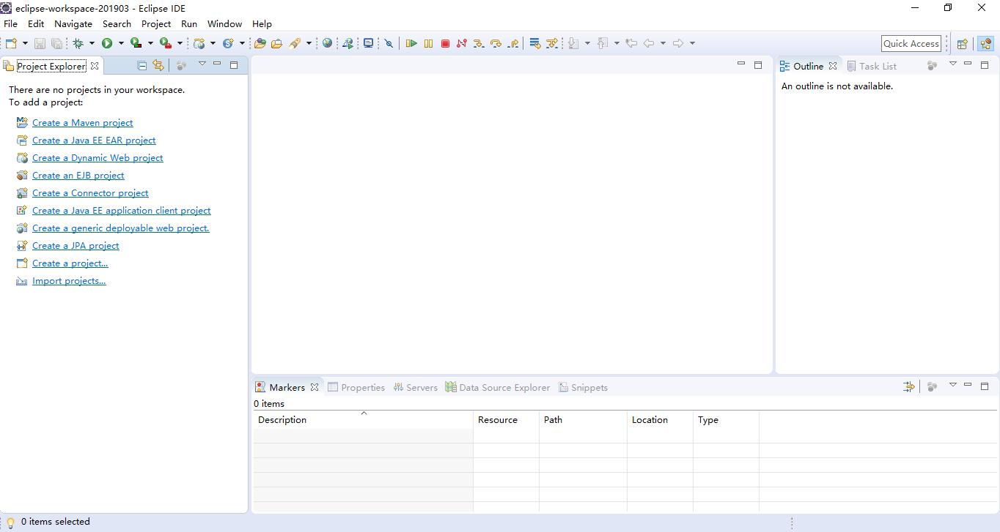 eclipse-workspace-201903 - Eclipse IDE
File Edit Navigate Search Project Run Window Help
Quick Access
Project Explorer
There are no projects in your workspace.
To add a project:
Create a Maven project
Create a Java EE EAR project
Create a Dynamic Web project
Create an EJB project
Create a Connector project
Create a Java EE application client project
Create a generic deployable web project.
Create a JPA project
Create a project...
Import projects...
Outline Task List
An outline is not available.
Markers Properties Servers Data Source Explorer Snippets
0 items
Description Resource Path Location Type
0 items selected